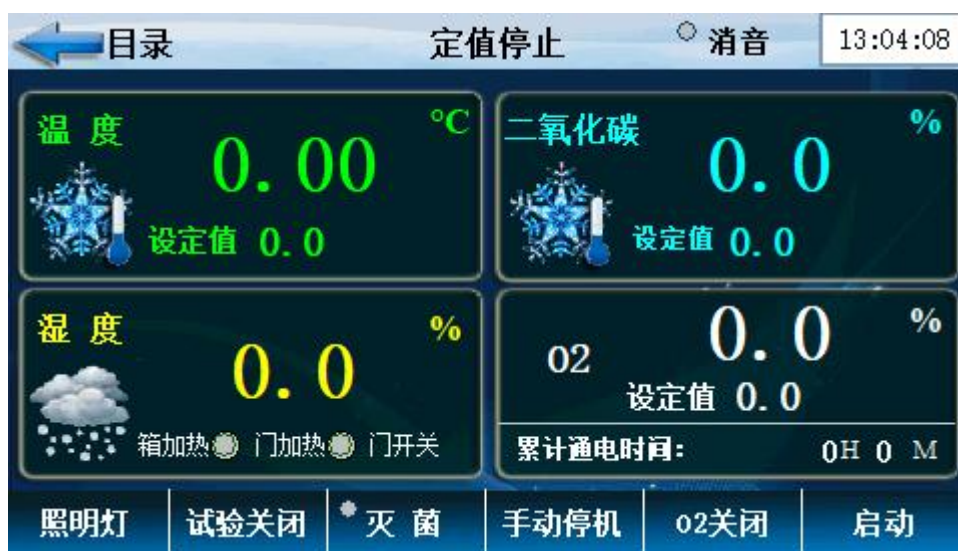 目录 定值停止 消音 13:04:08
温 度 ℃
0.00
设定值 0.0
二氧化碳 %
0.0
设定值 0.0
湿 度 %
0.0
箱加热 门加热 门开关
O2 0.0 %
设定值 0.0
累计通电时间: 0H 0 M
照明灯 试验关闭 灭 菌 手动停机 O2关闭 启动